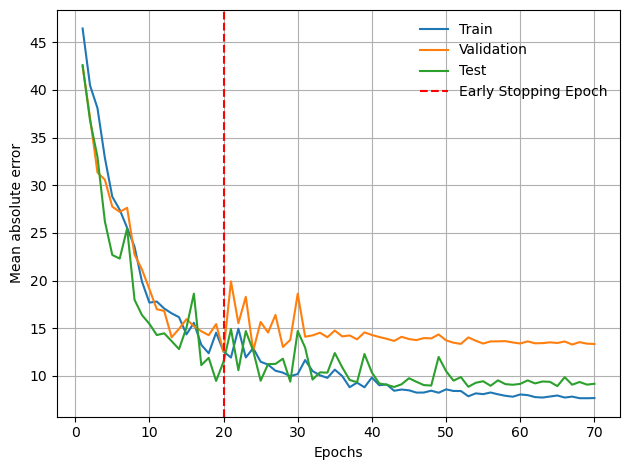 Train
Validation
Test
Early Stopping Epoch
Mean absolute error
45
40
35
30
25
20
15
10
0 10 20 30 40 50 60 70
Epochs